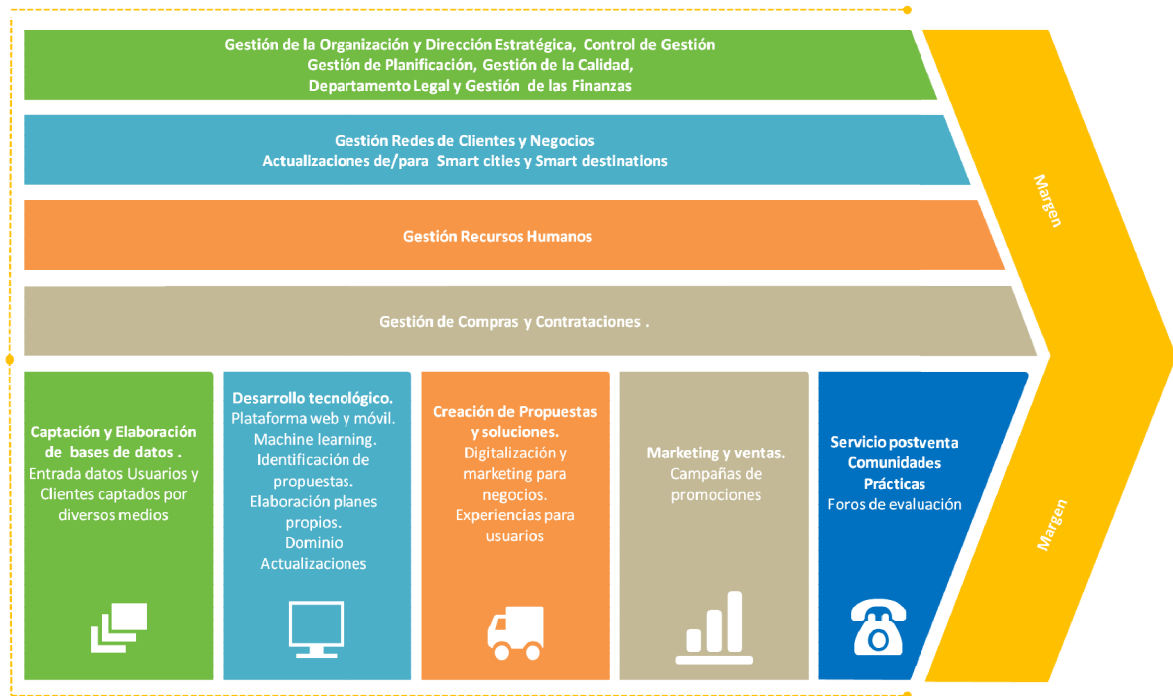 Gestión de la Organización y Dirección Estratégica, Control de Gestión
Gestión de Planificación, Gestión de la Calidad,
Departamento Legal y Gestión de las Finanzas
Gestión Redes de Clientes y Negocios
Actualizaciones de/para Smart cities y Smart destinations
Gestión Recursos Humanos
Gestión de Compras y Contrataciones .
Margen
Captación y Elaboración
de bases de datos .
Entrada datos Usuarios y
Clientes captados por
diversos medios
Desarrollo tecnológico.
Plataforma web y móvil.
Machine learning.
Identificación de
propuestas.
Elaboración planes
propios.
Dominio
Actualizaciones
Creación de Propuestas
y soluciones.
Digitalización y
marketing para
negocios.
Experiencias para
usuarios
Marketing y ventas.
Campañas de
promociones
Servicio postventa
Comunidades
Prácticas
Foros de evaluación
Margen